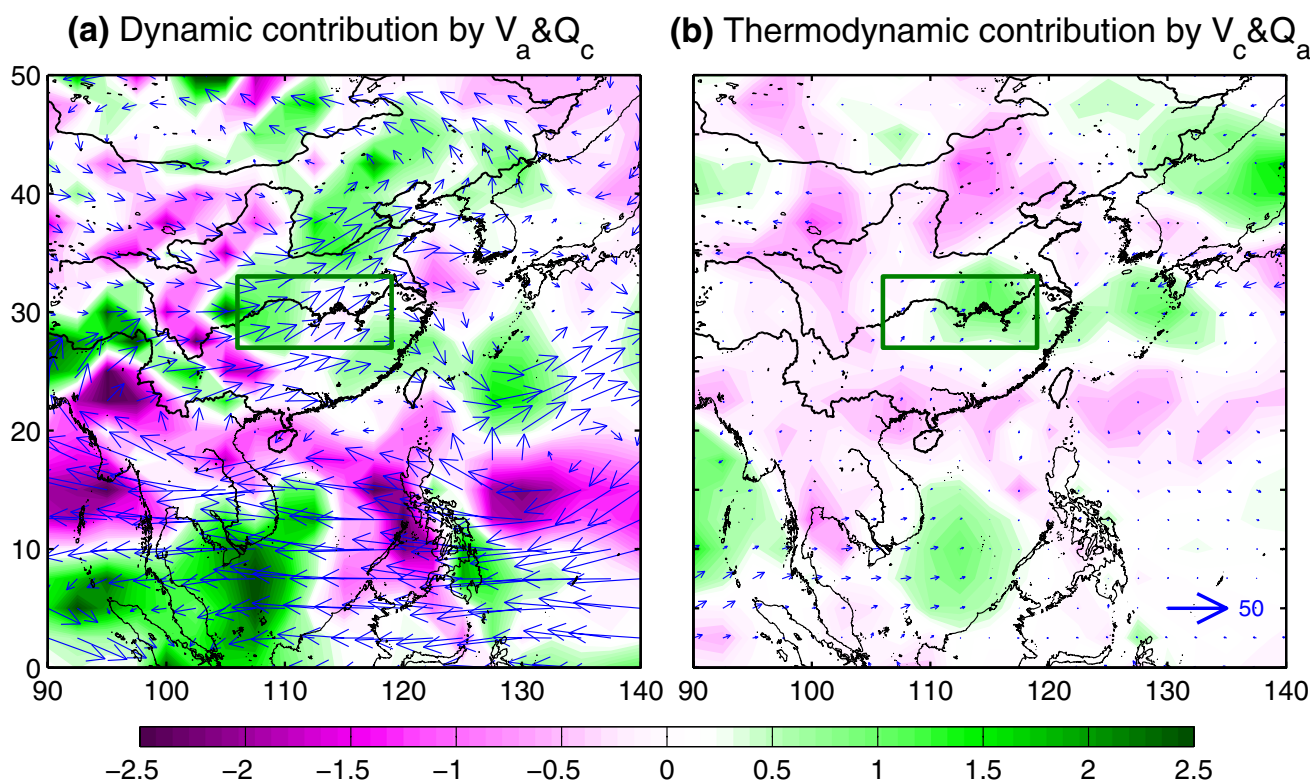 (a) Dynamic contribution by V_a&Q_c
(b) Thermodynamic contribution by V_c&Q_a
50
40
30
20
10
0
90 100 110 120 130 140
50
90 100 110 120 130 140
−2.5 −2 −1.5 −1 −0.5 0 0.5 1 1.5 2 2.5